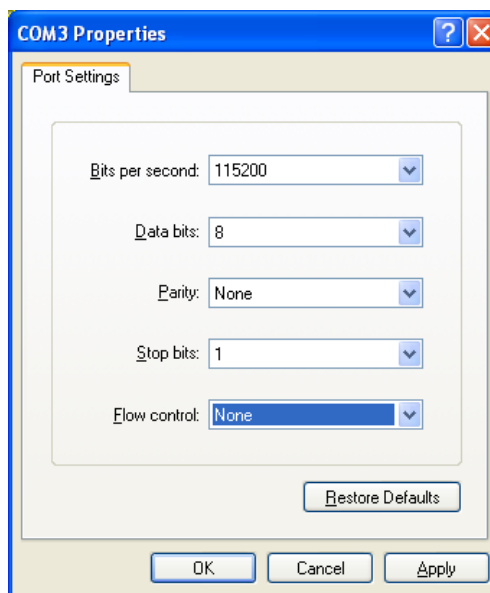 COM3 Properties
Port Settings
Bits per second: 115200
Data bits: 8
Parity: None
Stop bits: 1
Flow control: None
Restore Defaults
OK Cancel Apply